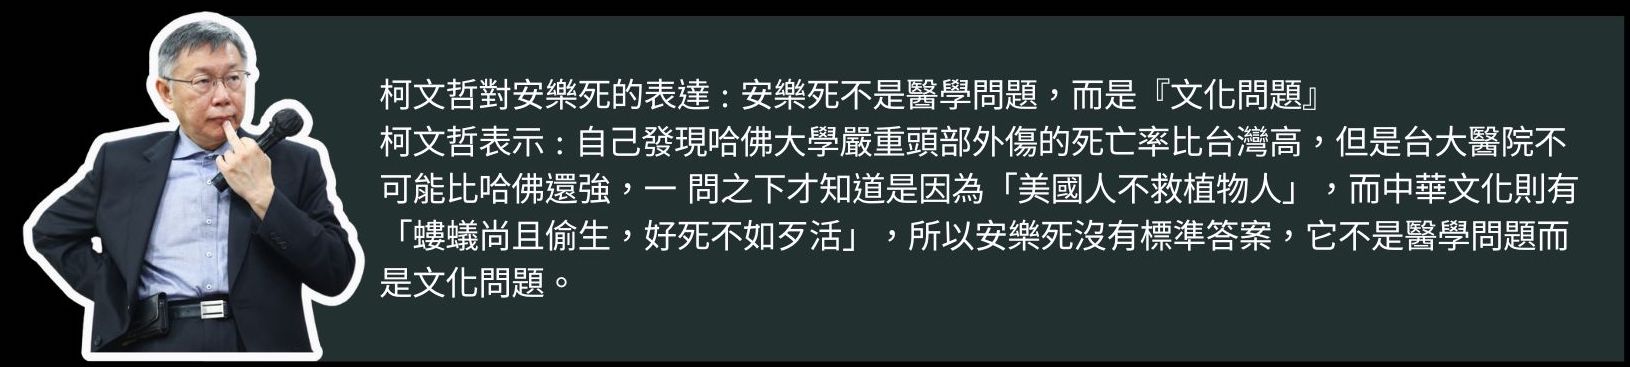 柯文哲對安樂死的表達：安樂死不是醫學問題，而是『文化問題』
柯文哲表示：自己發現哈佛大學嚴重頭部外傷的死亡率比台灣高，但是台大醫院不
可能比哈佛還強，一 問之下才知道是因為「美國人不救植物人」，而中華文化則有
「螻蟻尚且偷生，好死不如歹活」，所以安樂死沒有標準答案，它不是醫學問題而
是文化問題。